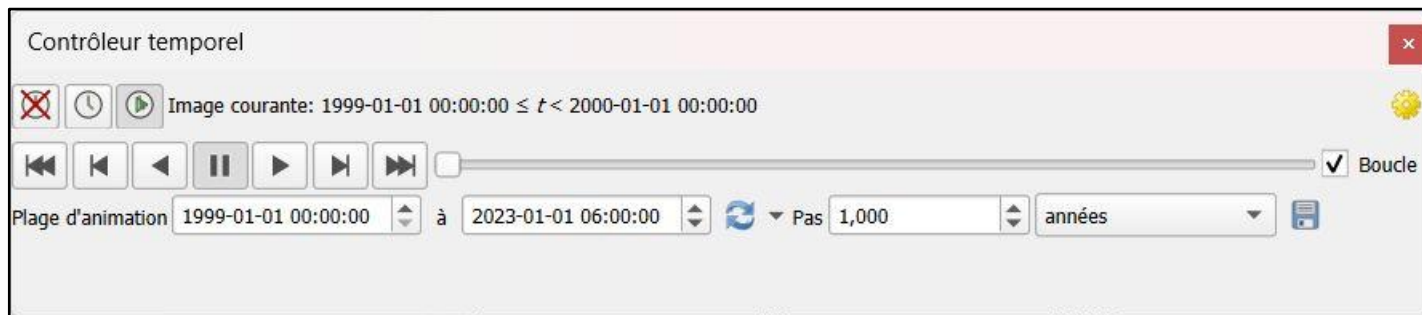 Contrôleur temporel
Image courante: 1999-01-01 00:00:00 ≤ t < 2000-01-01 00:00:00
Boucle
Plage d'animation 1999-01-01 00:00:00 à 2023-01-01 06:00:00 Pas 1,000 années